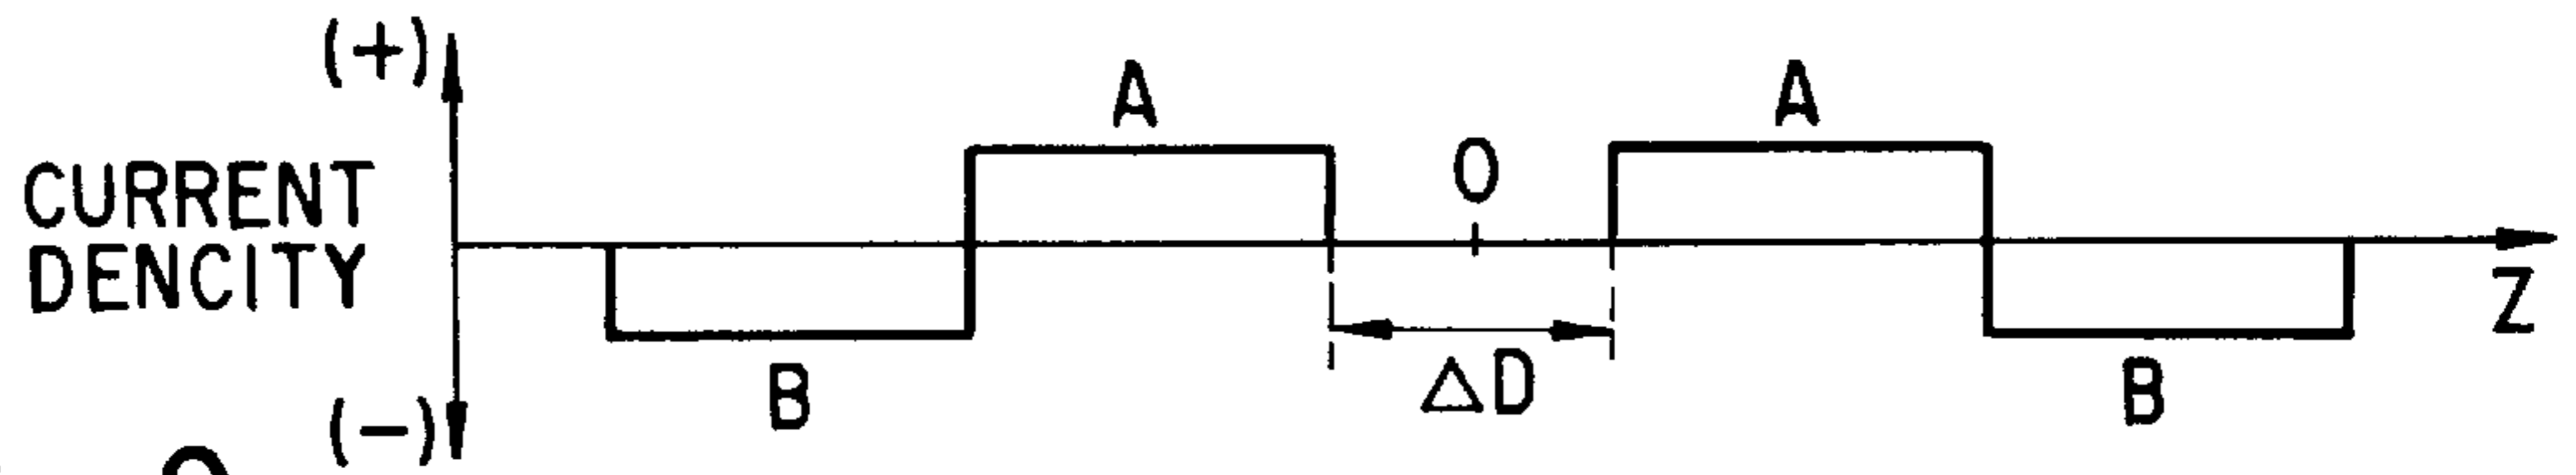 (+)
A
A
O
CURRENT
DENCITY
Z
ΔD
B
B
(-)